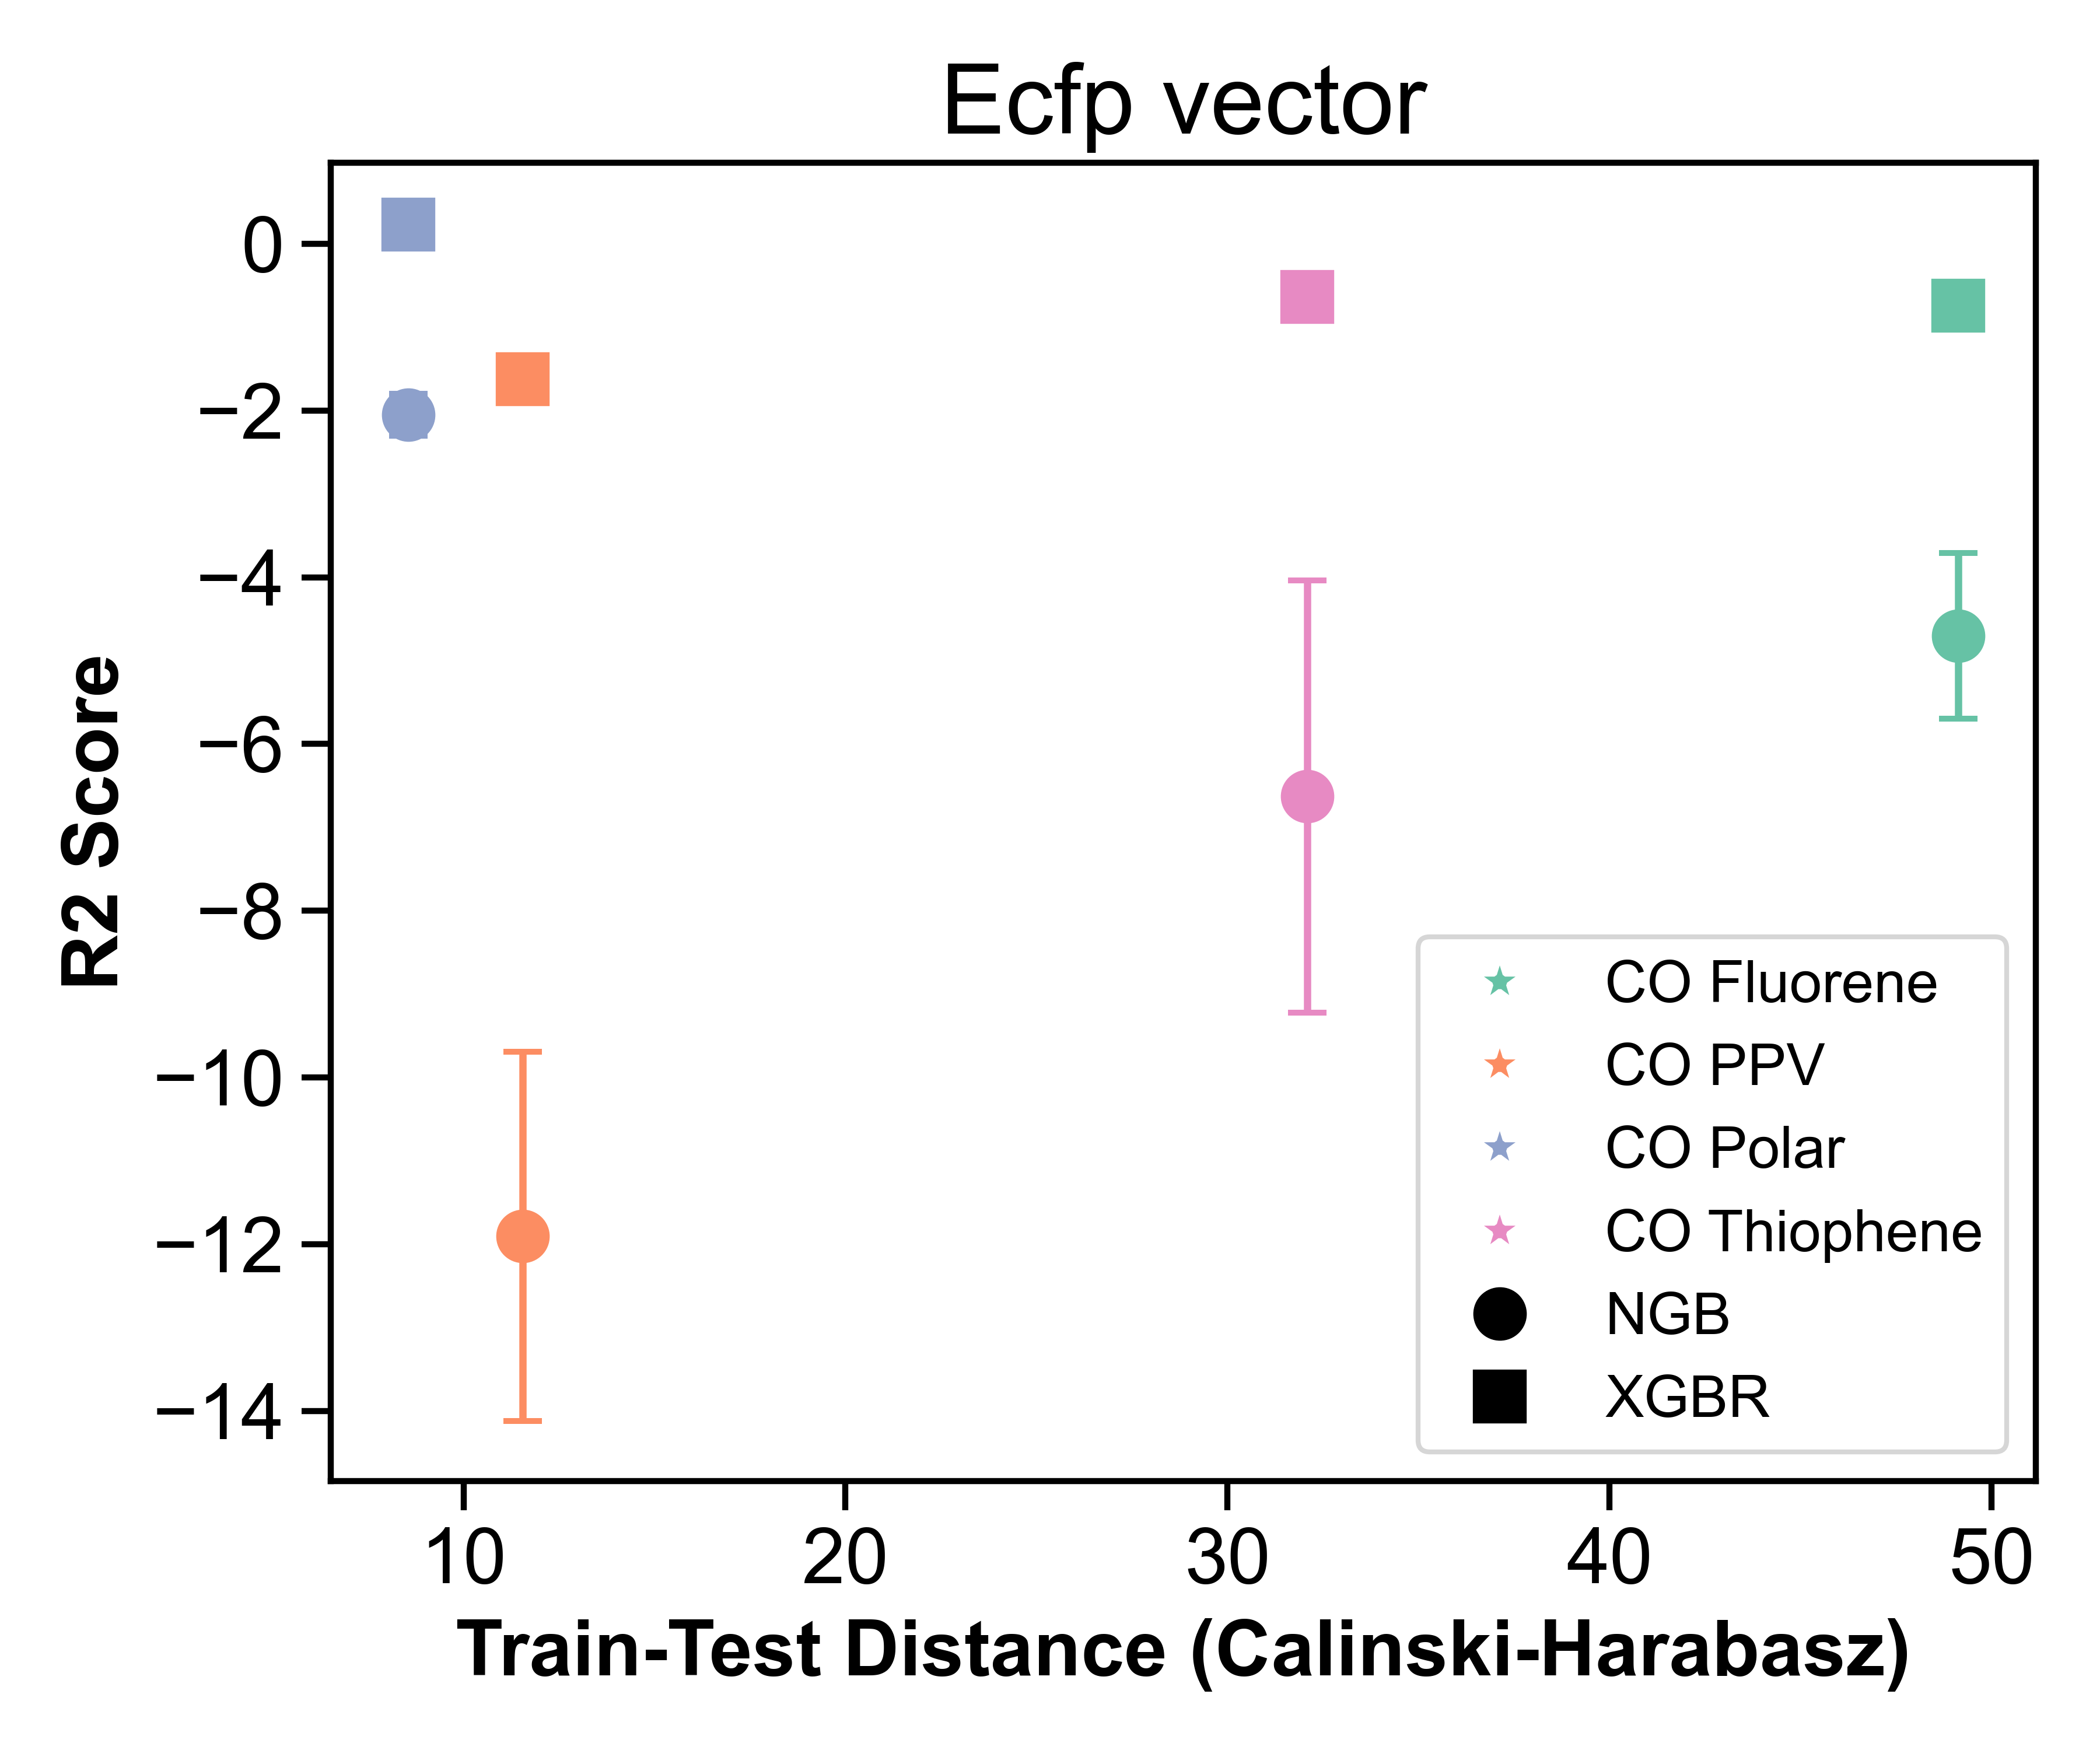 Ecfp vector
R2 Score
0
−2
−4
−6
−8
−10
−12
−14
CO Fluorene
CO PPV
CO Polar
CO Thiophene
NGB
XGBR
10 20 30 40 50
Train-Test Distance (Calinski-Harabasz)